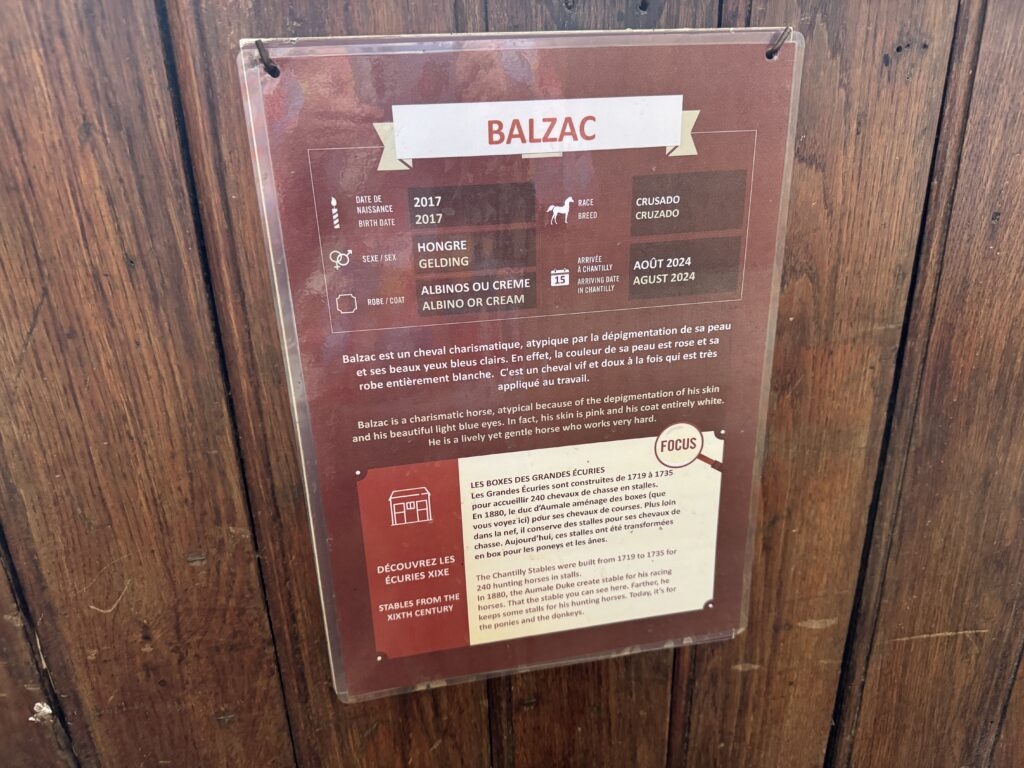 BALZAC
DATE DE
NAISSANCE
BIRTH DATE
2017
2017
RACE
BREED
CRUSADO
CRUZADO
SEXE / SEX
HONGRE
GELDING
15
ARRIVÉE
À CHANTILLY
ARRIVING DATE
IN CHANTILLY
AOÛT 2024
AGUST 2024
ROBE / COAT
ALBINOS OU CREME
ALBINO OR CREAM
Balzac est un cheval charismatique, atypique par la dépigmentation de sa peau
et ses beaux yeux bleus clairs. En effet, la couleur de sa peau est rose et sa
robe entièrement blanche. C'est un cheval vif et doux à la fois qui est très
appliqué au travail.
Balzac is a charismatic horse, atypical because of the depigmentation of his skin
and his beautiful light blue eyes. In fact, his skin is pink and his coat entirely white.
He is a lively yet gentle horse who works very hard.
FOCUS
DÉCOUVREZ LES
ÉCURIES XIXE
STABLES FROM THE
XIXTH CENTURY
LES BOXES DES GRANDES ÉCURIES
Les Grandes Écuries sont construites de 1719 à 1735
pour accueillir 240 chevaux de chasse en stalles.
En 1880, le duc d'Aumale aménage des boxes (que
vous voyez ici) pour ses chevaux de courses. Plus loin
dans la nef, il conserve des stalles pour ses chevaux de
chasse. Aujourd'hui, ces stalles ont été transformées
en box pour les poneys et les ânes.
The Chantilly Stables were built from 1719 to 1735 for
240 hunting horses in stalls.
In 1880, the Aumale Duke create stable for his racing
horses. That the stable you can see here. Farther, he
keeps some stalls for his hunting horses. Today, it's for
the ponies and the donkeys.